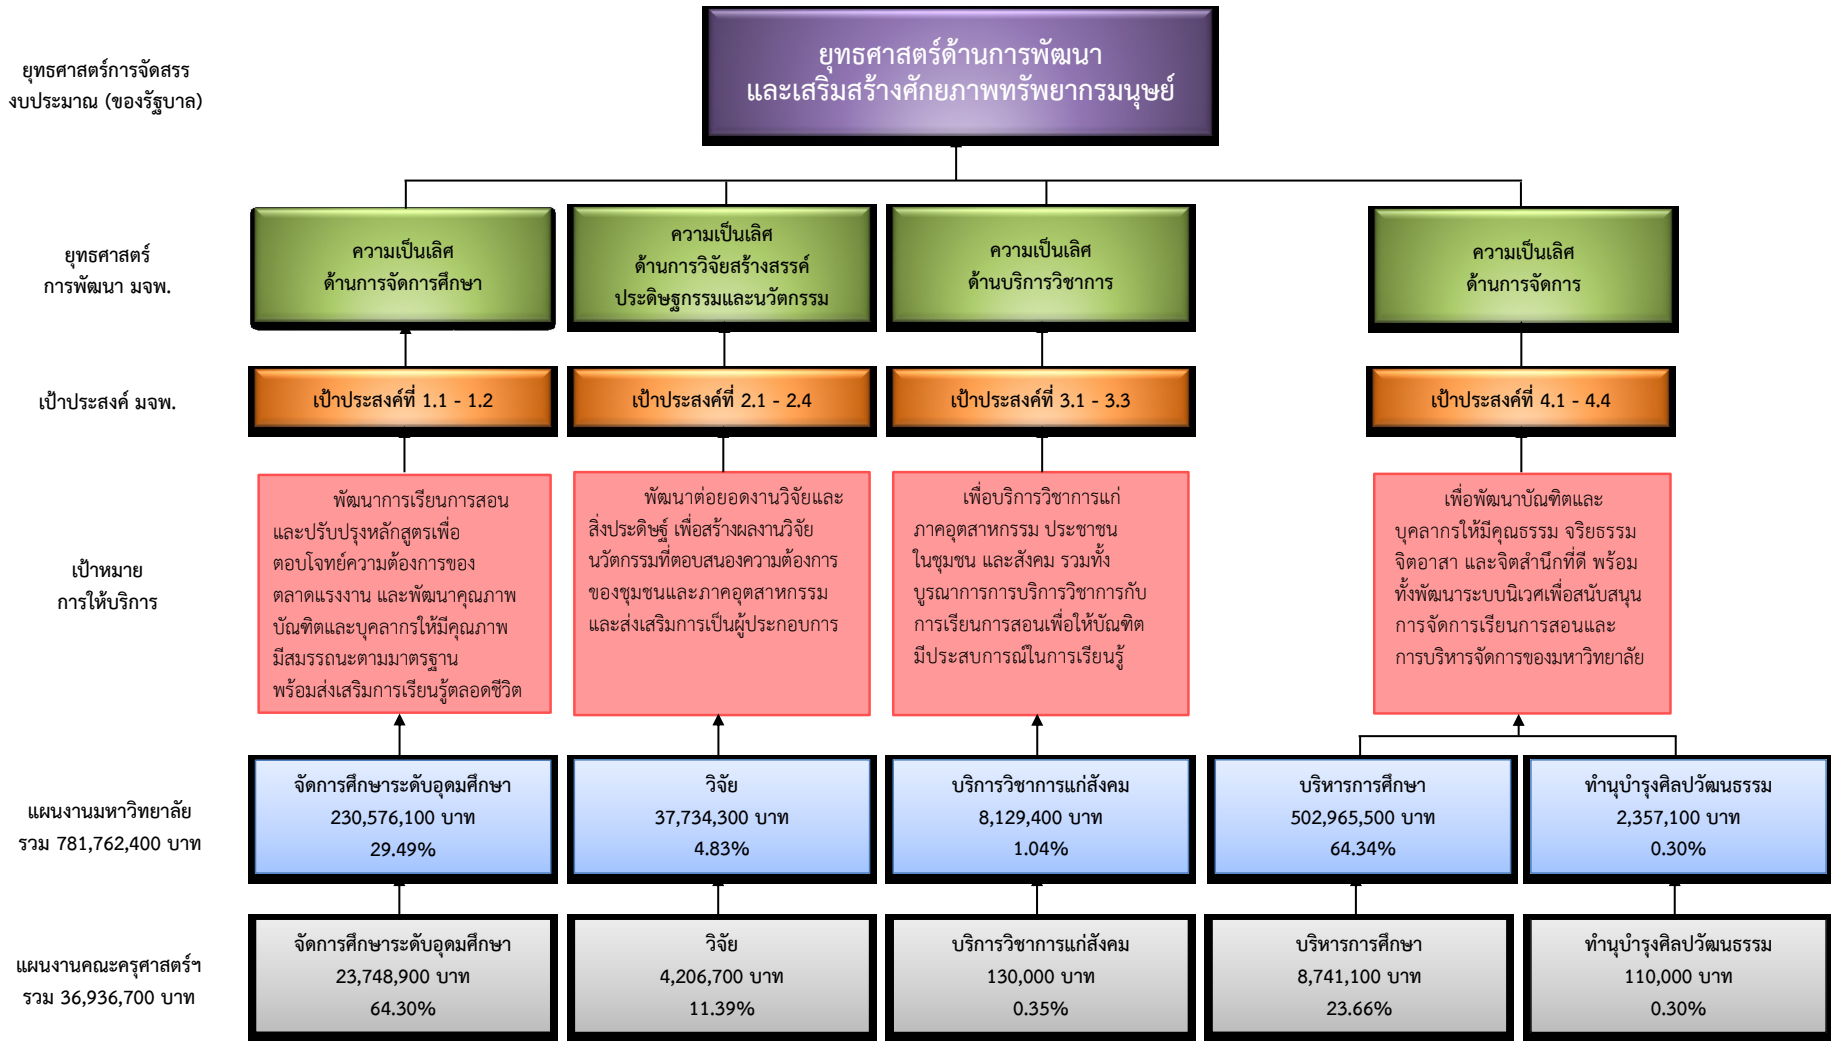 ยุทธศาสตร์การจัดสรร
งบประมาณ (ของรัฐบาล)
ยุทธศาสตร์ด้านการพัฒนา
และเสริมสร้างศักยภาพทรัพยากรมนุษย์
ยุทธศาสตร์
การพัฒนา มจพ.
ความเป็นเลิศ
ด้านการจัดการศึกษา
ความเป็นเลิศ
ด้านการวิจัยสร้างสรรค์
ประดิษฐกรรมและนวัตกรรม
ความเป็นเลิศ
ด้านบริการวิชาการ
ความเป็นเลิศ
ด้านการจัดการ
เป้าประสงค์ มจพ.
เป้าประสงค์ที่ 1.1 - 1.2
เป้าประสงค์ที่ 2.1 - 2.4
เป้าประสงค์ที่ 3.1 - 3.3
เป้าประสงค์ที่ 4.1 - 4.4
เป้าหมาย
การให้บริการ
พัฒนาการเรียนการสอน
และปรับปรุงหลักสูตรเพื่อ
ตอบโจทย์ความต้องการของ
ตลาดแรงงาน และพัฒนาคุณภาพ
บัณฑิตและบุคลากรให้มีคุณภาพ
มีสมรรถนะตามมาตรฐาน
พร้อมส่งเสริมการเรียนรู้ตลอดชีวิต
พัฒนาต่อยอดงานวิจัยและ
สิ่งประดิษฐ์ เพื่อสร้างผลงานวิจัย
นวัตกรรมที่ตอบสนองความต้องการ
ของชุมชนและภาคอุตสาหกรรม
และส่งเสริมการเป็นผู้ประกอบการ
เพื่อบริการวิชาการแก่
ภาคอุตสาหกรรม ประชาชน
ในชุมชน และสังคม รวมทั้ง
บูรณาการการบริการวิชาการกับ
การเรียนการสอนเพื่อให้บัณฑิต
มีประสบการณ์ในการเรียนรู้
เพื่อพัฒนาบัณฑิตและ
บุคลากรให้มีคุณธรรม จริยธรรม
จิตอาสา และจิตสำนึกที่ดี พร้อม
ทั้งพัฒนาระบบนิเวศเพื่อสนับสนุน
การจัดการเรียนการสอนและ
การบริหารจัดการของมหาวิทยาลัย
แผนงานมหาวิทยาลัย
รวม 781,762,400 บาท
จัดการศึกษาระดับอุดมศึกษา
230,576,100 บาท
29.49%
วิจัย
37,734,300 บาท
4.83%
บริการวิชาการแก่สังคม
8,129,400 บาท
1.04%
บริหารการศึกษา
502,965,500 บาท
64.34%
ทำนุบำรุงศิลปวัฒนธรรม
2,357,100 บาท
0.30%
แผนงานคณะครุศาสตร์ฯ
รวม 36,936,700 บาท
จัดการศึกษาระดับอุดมศึกษา
23,748,900 บาท
64.30%
วิจัย
4,206,700 บาท
11.39%
บริการวิชาการแก่สังคม
130,000 บาท
0.35%
บริหารการศึกษา
8,741,100 บาท
23.66%
ทำนุบำรุงศิลปวัฒนธรรม
110,000 บาท
0.30%